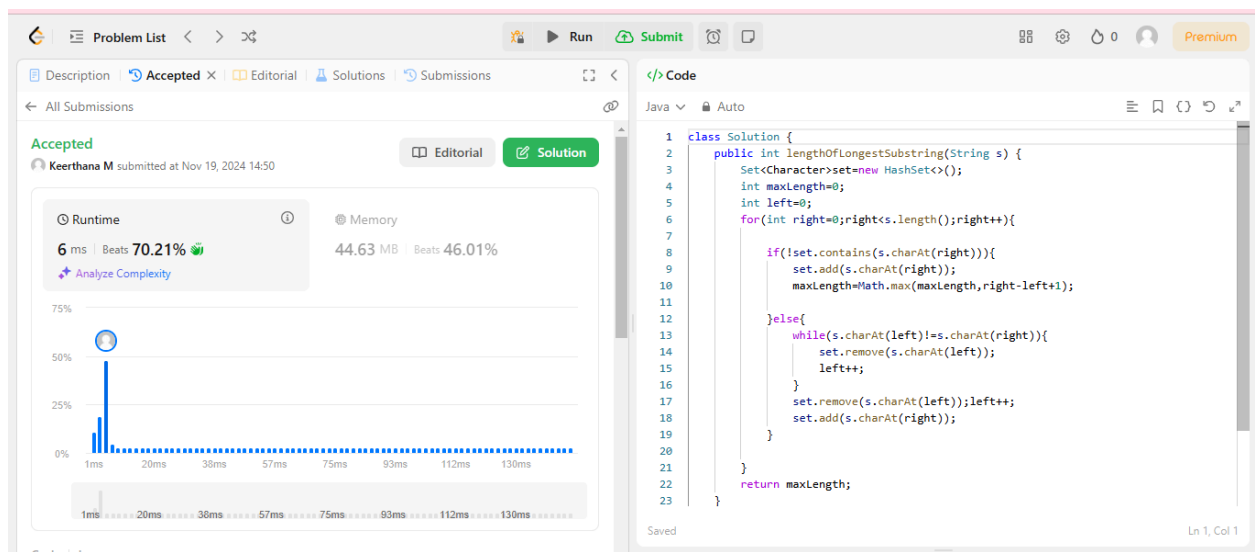 Problem List
Run
Submit
0
Premium
Description
Accepted
Editorial
Solutions
Submissions
All Submissions
Accepted
Keerthana M submitted at Nov 19, 2024 14:50
Editorial
Solution
Runtime
6 ms Beats 70.21%
Analyze Complexity
Memory
44.63 MB Beats 46.01%
75%
50%
25%
0%
1ms 20ms 38ms 57ms 75ms 93ms 112ms 130ms
1ms 20ms 38ms 57ms 75ms 93ms 112ms 130ms
</> Code
Java Auto
1 class Solution {
2 public int lengthOfLongestSubstring(String s) {
3 Set<Character>set=new HashSet<>();
4 int maxLength=0;
5 int left=0;
6 for(int right=0;right<s.length();right++){
7
8 if(!set.contains(s.charAt(right))){
9 set.add(s.charAt(right));
10 maxLength=Math.max(maxLength,right-left+1);
11
12 }else{
13 while(s.charAt(left)!=s.charAt(right)){
14 set.remove(s.charAt(left));
15 left++;
16 }
17 set.remove(s.charAt(left));left++;
18 set.add(s.charAt(right));
19 }
20
21 }
22 return maxLength;
23 }
Saved
Ln 1, Col 1